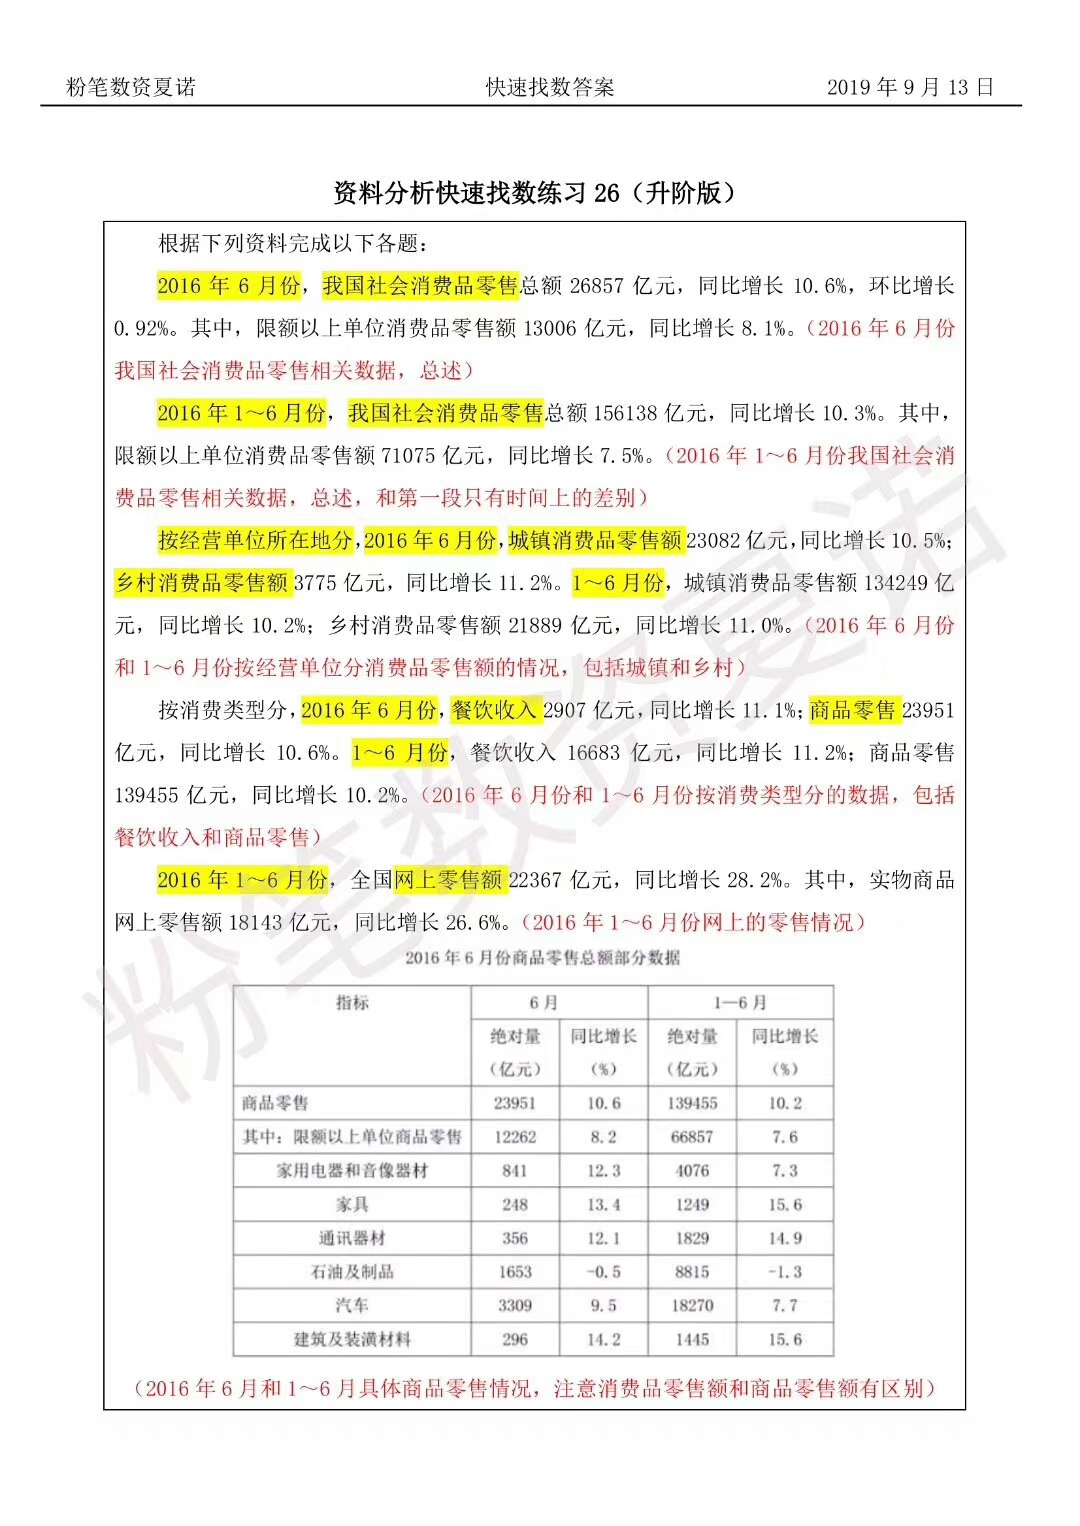 粉笔数资夏诺 快速找数答案 2019 年 9 月 13 日
资料分析快速找数练习 26（升阶版）
根据下列资料完成以下各题：
2016 年 6 月份，我国社会消费品零售总额 26857 亿元，同比增长 10.6%，环比增长
0.92%。其中，限额以上单位消费品零售额 13006 亿元，同比增长 8.1%。（2016 年 6 月份
我国社会消费品零售相关数据，总述）
2016 年 1～6 月份，我国社会消费品零售总额 156138 亿元，同比增长 10.3%。其中，
限额以上单位消费品零售额 71075 亿元，同比增长 7.5%。（2016 年 1～6 月份我国社会消
费品零售相关数据，总述，和第一段只有时间上的差别）
按经营单位所在地分，2016 年 6 月份，城镇消费品零售额 23082 亿元，同比增长 10.5%；
乡村消费品零售额 3775 亿元，同比增长 11.2%。1～6 月份，城镇消费品零售额 134249 亿
元，同比增长 10.2%；乡村消费品零售额 21889 亿元，同比增长 11.0%。（2016 年 6 月份
和 1～6 月份按经营单位分消费品零售额的情况，包括城镇和乡村）
按消费类型分，2016 年 6 月份，餐饮收入 2907 亿元，同比增长 11.1%；商品零售 23951
亿元，同比增长 10.6%。1～6 月份，餐饮收入 16683 亿元，同比增长 11.2%；商品零售
139455 亿元，同比增长 10.2%。（2016 年 6 月份和 1～6 月份按消费类型分的数据，包括
餐饮收入和商品零售）
2016 年 1～6 月份，全国网上零售额 22367 亿元，同比增长 28.2%。其中，实物商品
网上零售额 18143 亿元，同比增长 26.6%。（2016 年 1～6 月份网上的零售情况）
2016 年 6 月份商品零售总额部分数据
指标 6 月 1—6 月
绝对量 同比增长 绝对量 同比增长
（亿元） （%） （亿元） （%）
商品零售 23951 10.6 139455 10.2
其中：限额以上单位商品零售 12262 8.2 66857 7.6
家用电器和音像器材 841 12.3 4076 7.3
家具 248 13.4 1249 15.6
通讯器材 356 12.1 1829 14.9
石油及制品 1653 -0.5 8815 -1.3
汽车 3309 9.5 18270 7.7
建筑及装潢材料 296 14.2 1445 15.6
（2016 年 6 月和 1～6 月具体商品零售情况，注意消费品零售额和商品零售额有区别）
粉笔数资夏诺